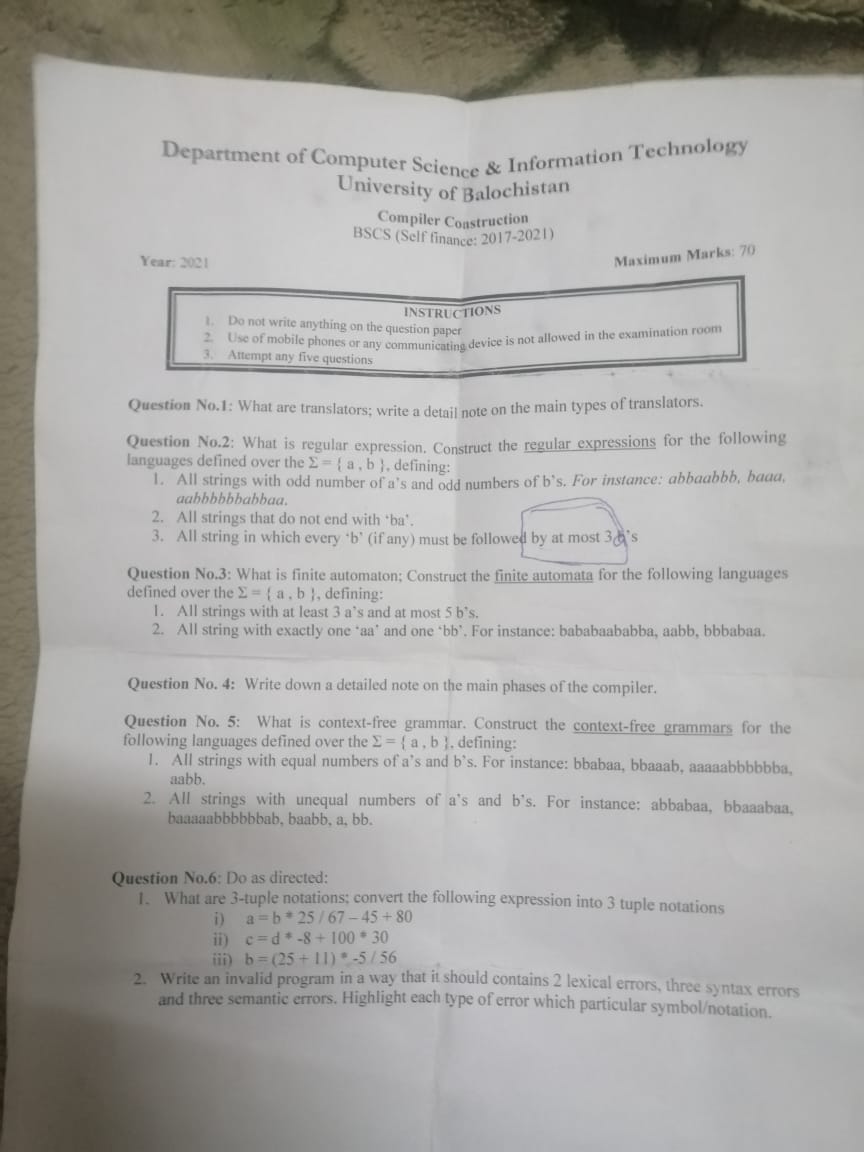 Department of Computer Science & Information Technology
University of Balochistan
Compiler Construction
BSCS (Self finance: 2017-2021)
Year: 2021
Maximum Marks: 70
INSTRUCTIONS
1. Do not write anything on the question paper
2. Use of mobile phones or any communicating device is not allowed in the examination room
3. Attempt any five questions
Question No.1: What are translators; write a detail note on the main types of translators.
Question No.2: What is regular expression. Construct the regular expressions for the following
languages defined over the Σ = { a , b }, defining:
1. All strings with odd number of a's and odd numbers of b's. For instance: abbaabbb, baaa,
aabbbbbbabbaa.
2. All strings that do not end with 'ba'.
3. All string in which every 'b' (if any) must be followed by at most 3 's
Question No.3: What is finite automaton; Construct the finite automata for the following languages
defined over the Σ = { a , b }, defining:
1. All strings with at least 3 a's and at most 5 b's.
2. All string with exactly one 'aa' and one 'bb'. For instance: bababaababba, aabb, bbbabaa.
Question No. 4: Write down a detailed note on the main phases of the compiler.
Question No. 5: What is context-free grammar. Construct the context-free grammars for the
following languages defined over the Σ = { a , b }, defining:
1. All strings with equal numbers of a's and b's. For instance: bbabaa, bbaaab, aaaaabbbbbba,
aabb.
2. All strings with unequal numbers of a's and b's. For instance: abbabaa, bbaaabaa,
baaaaabbbbbbab, baabb, a, bb.
Question No.6: Do as directed:
1. What are 3-tuple notations; convert the following expression into 3 tuple notations
i) a = b * 25 / 67 – 45 + 80
ii) c = d * -8 + 100 * 30
iii) b = (25 + 11) * -5 / 56
2. Write an invalid program in a way that it should contains 2 lexical errors, three syntax errors
and three semantic errors. Highlight each type of error which particular symbol/notation.